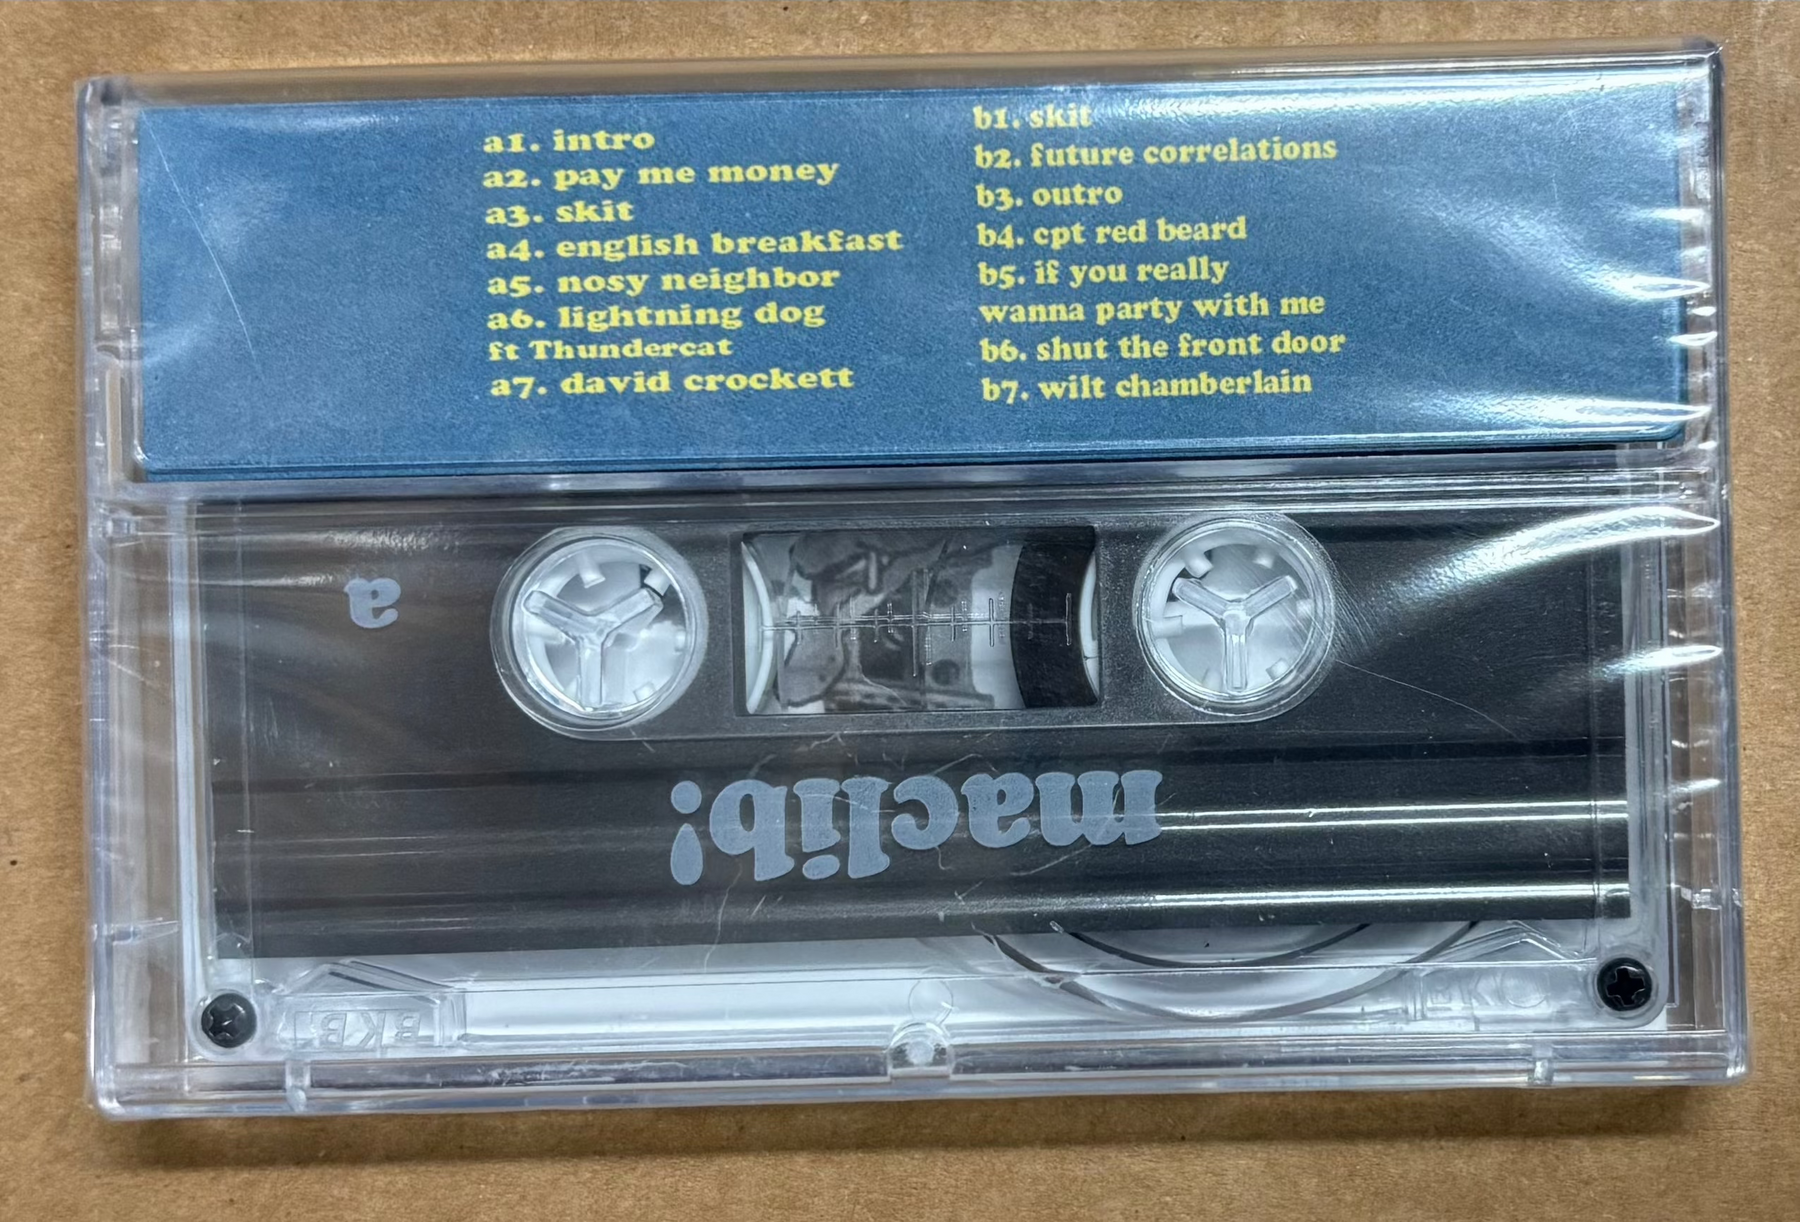 a1. intro
a2. pay me money
a3. skit
a4. english breakfast
a5. nosy neighbor
a6. lightning dog
ft Thundercat
a7. david crockett
b1. skit
b2. future correlations
b3. outro
b4. cpt red beard
b5. if you really
wanna party with me
b6. shut the front door
b7. wilt chamberlain
a
maclib!
BKB